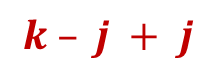 k – j + j